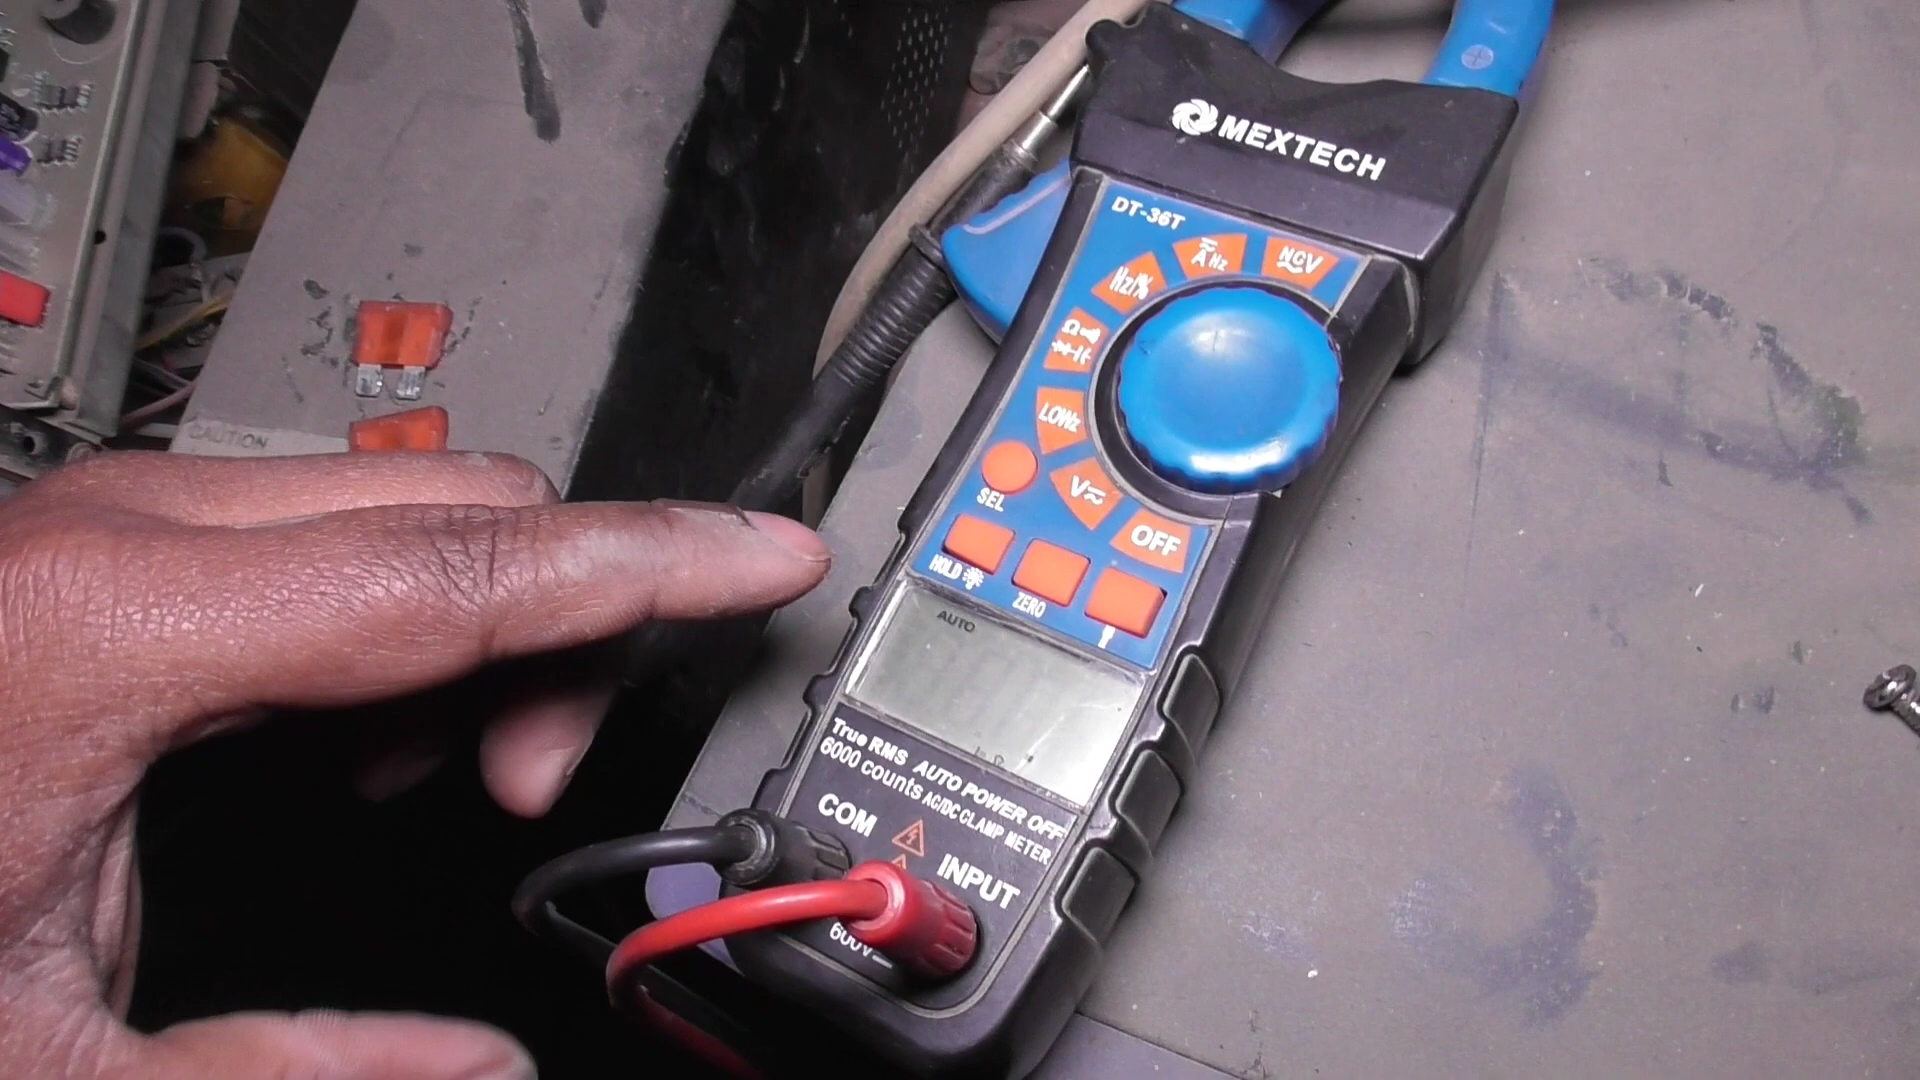 MEXTECH
DT-36T
NCV
A Hz
Hz/%
Ω
LOWz
V
OFF
SEL
HOLD
ZERO
AUTO
True RMS AUTO POWER OFF
6000 counts AC/DC CLAMP METER
COM
INPUT
600V
CAUTION